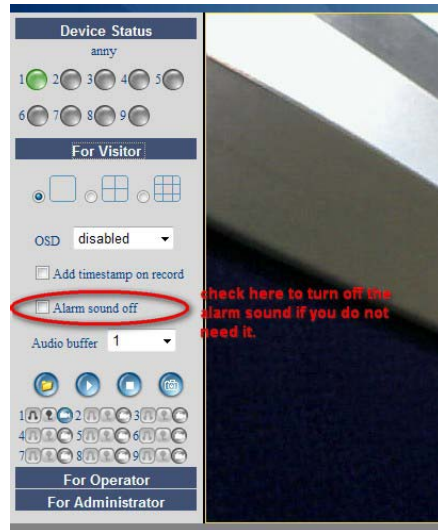 Device Status
anny
1 2 3 4 5
6 7 8 9
For Visitor
OSD disabled
Add timestamp on record
Alarm sound off
check here to turn off the
alarm sound if you do not
need it.
Audio buffer 1
1 2 3
4 5 6
7 8 9
For Operator
For Administrator